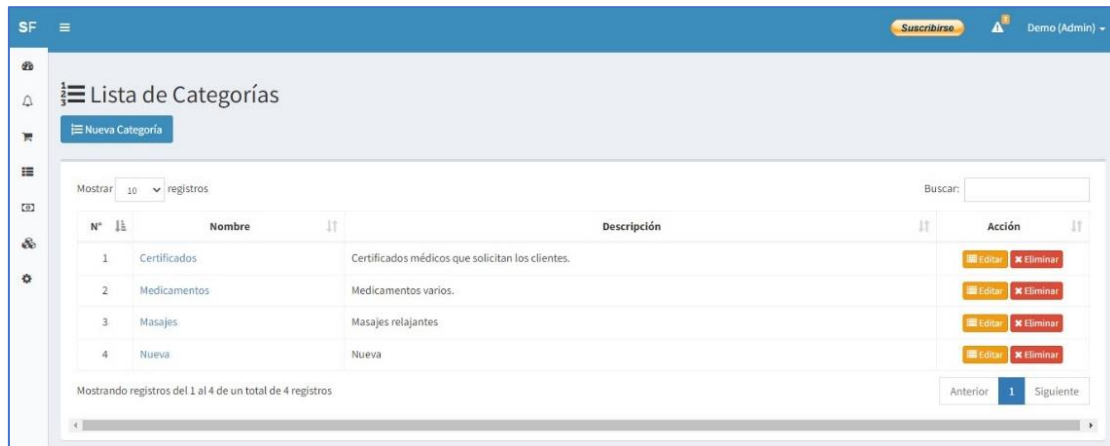 SF Suscribirse Demo (Admin)
Lista de Categorías
Nueva Categoría
Mostrar 10 registros Buscar:
N° Nombre Descripción Acción
1 Certificados Certificados médicos que solicitan los clientes. Editar Eliminar
2 Medicamentos Medicamentos varios. Editar Eliminar
3 Masajes Masajes relajantes Editar Eliminar
4 Nueva Nueva Editar Eliminar
Mostrando registros del 1 al 4 de un total de 4 registros Anterior 1 Siguiente